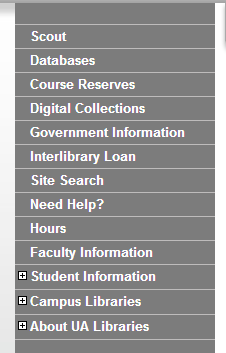 Scout
Databases
Course Reserves
Digital Collections
Government Information
Interlibrary Loan
Site Search
Need Help?
Hours
Faculty Information
Student Information
Campus Libraries
About UA Libraries